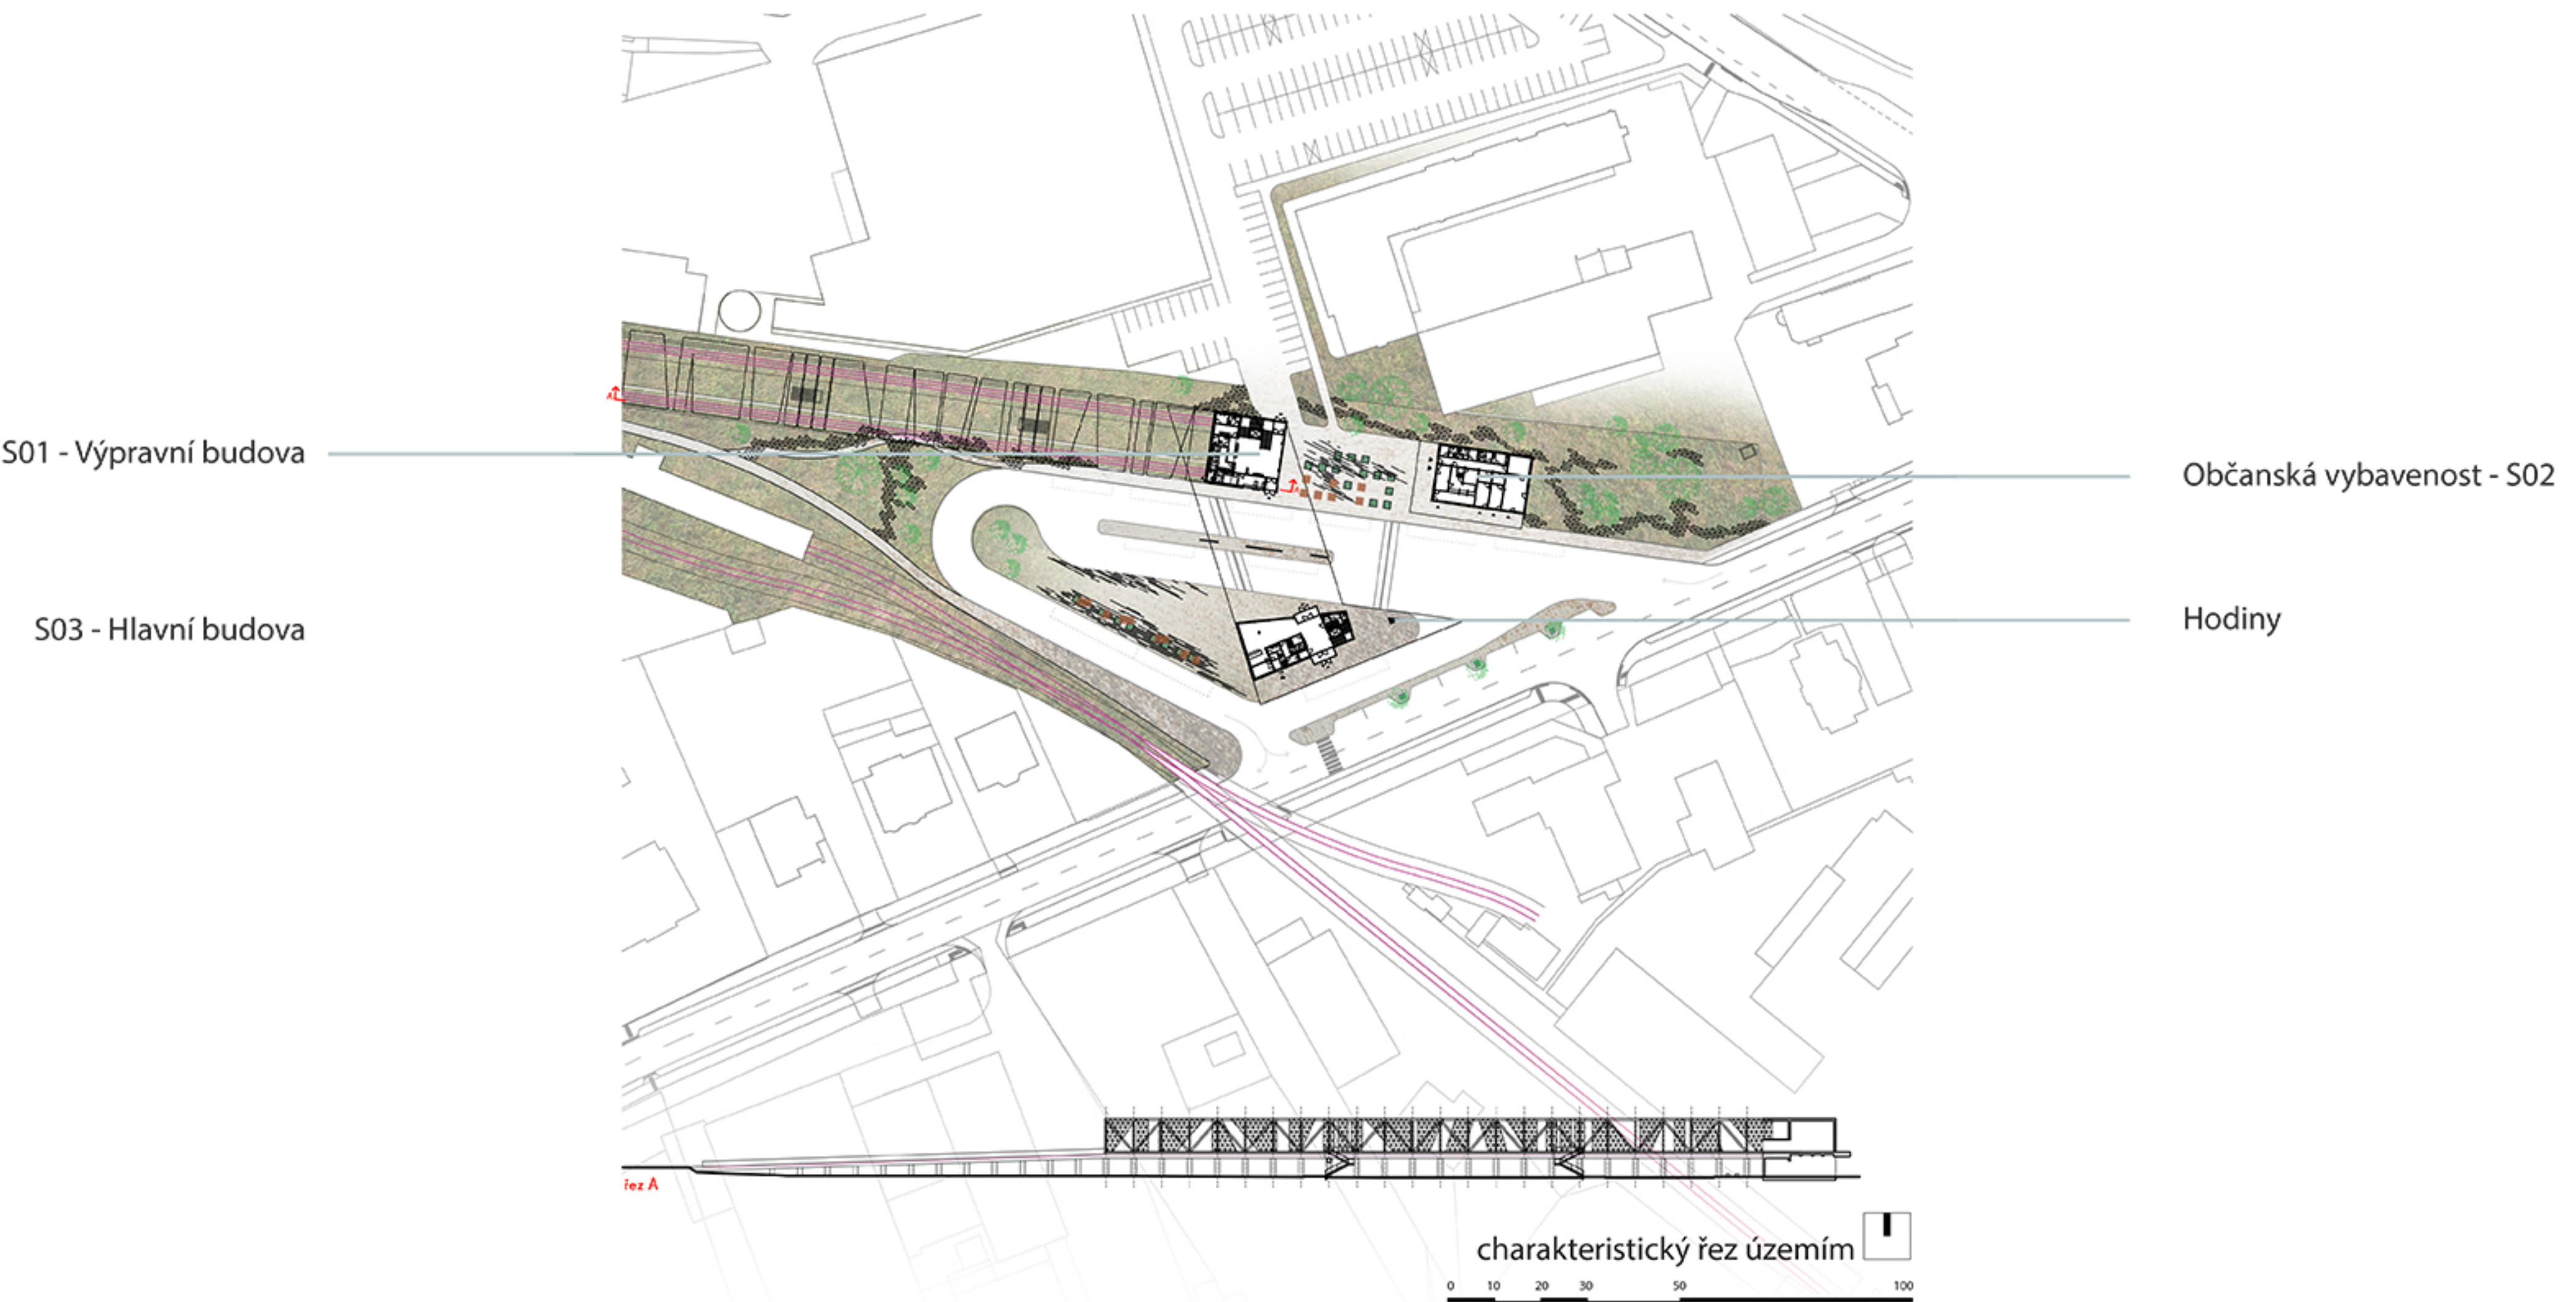 A
S01 - Výpravní budova
Občanská vybavenost - S02
A
Hodiny
S03 - Hlavní budova
řez A
charakteristický řez územím
0 10 20 30 50 100